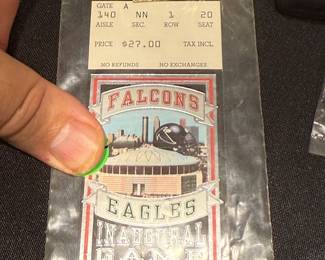 GATE A
140 NN 1 20
AISLE SEC. ROW SEAT
PRICE $27.00 TAX INCL
NO REFUNDS NO EXCHANGES
FALCONS
EAGLES
INAUGURAL
GAME